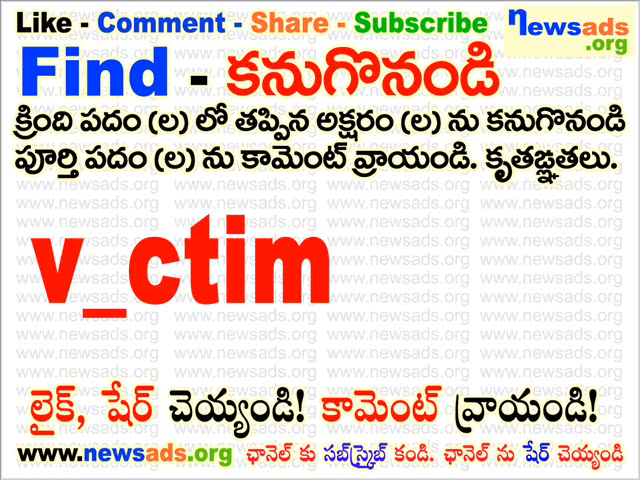 Like - Comment - Share - Subscribe
newsads
.org
Find - కనుగొనండి
క్రింది పదం (ల) లో తప్పిన అక్షరం (ల) ను కనుగొనండి
పూర్తి పదం (ల) ను కామెంట్ వ్రాయండి. కృతఙ్ఞతలు.
v_ctim
లైక్, షేర్ చెయ్యండి! కామెంట్ వ్రాయండి!
www.newsads.org ఛానెల్ కు సబ్‌స్క్రైబ్ కండి. ఛానెల్ ను షేర్ చెయ్యండి